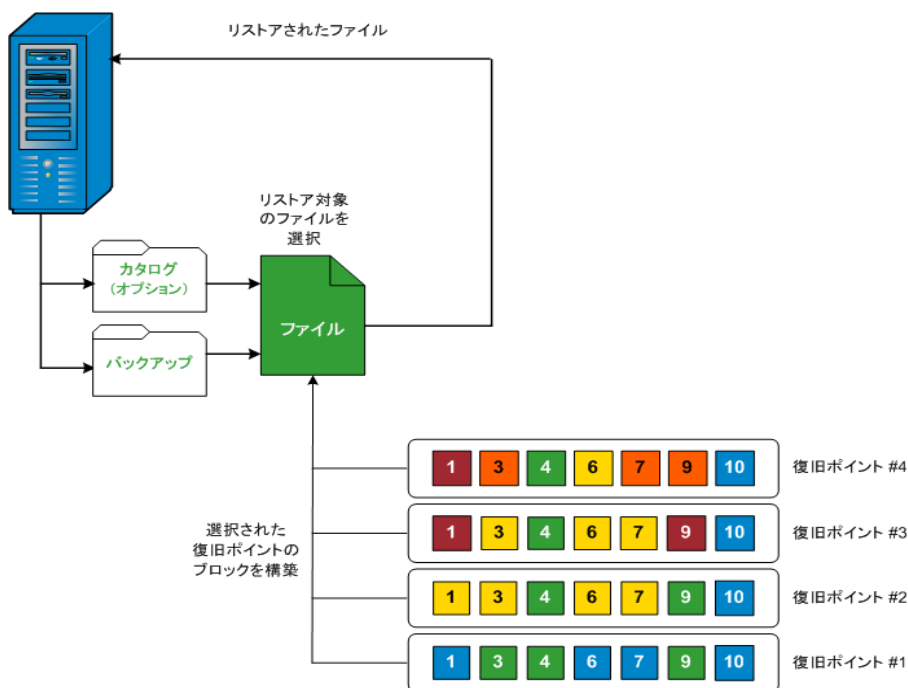 リストアされたファイル
リストア対象
のファイルを
選択
カタログ
(オプション)
ファイル
バックアップ
選択された
復旧ポイントの
ブロックを構築
1 3 4 6 7 9 10 復旧ポイント #4
1 3 4 6 7 9 10 復旧ポイント #3
1 3 4 6 7 9 10 復旧ポイント #2
1 3 4 6 7 9 10 復旧ポイント #1